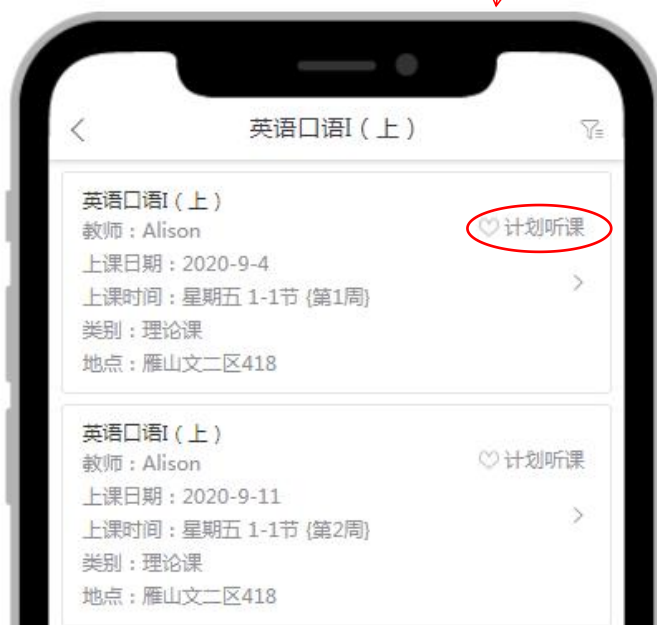 英语口语I（上）
英语口语I（上）
教师：Alison
计划听课
上课日期：2020-9-4
上课时间：星期五 1-1节 {第1周}
类别：理论课
地点：雁山文二区418
英语口语I（上）
教师：Alison
计划听课
上课日期：2020-9-11
上课时间：星期五 1-1节 {第2周}
类别：理论课
地点：雁山文二区418